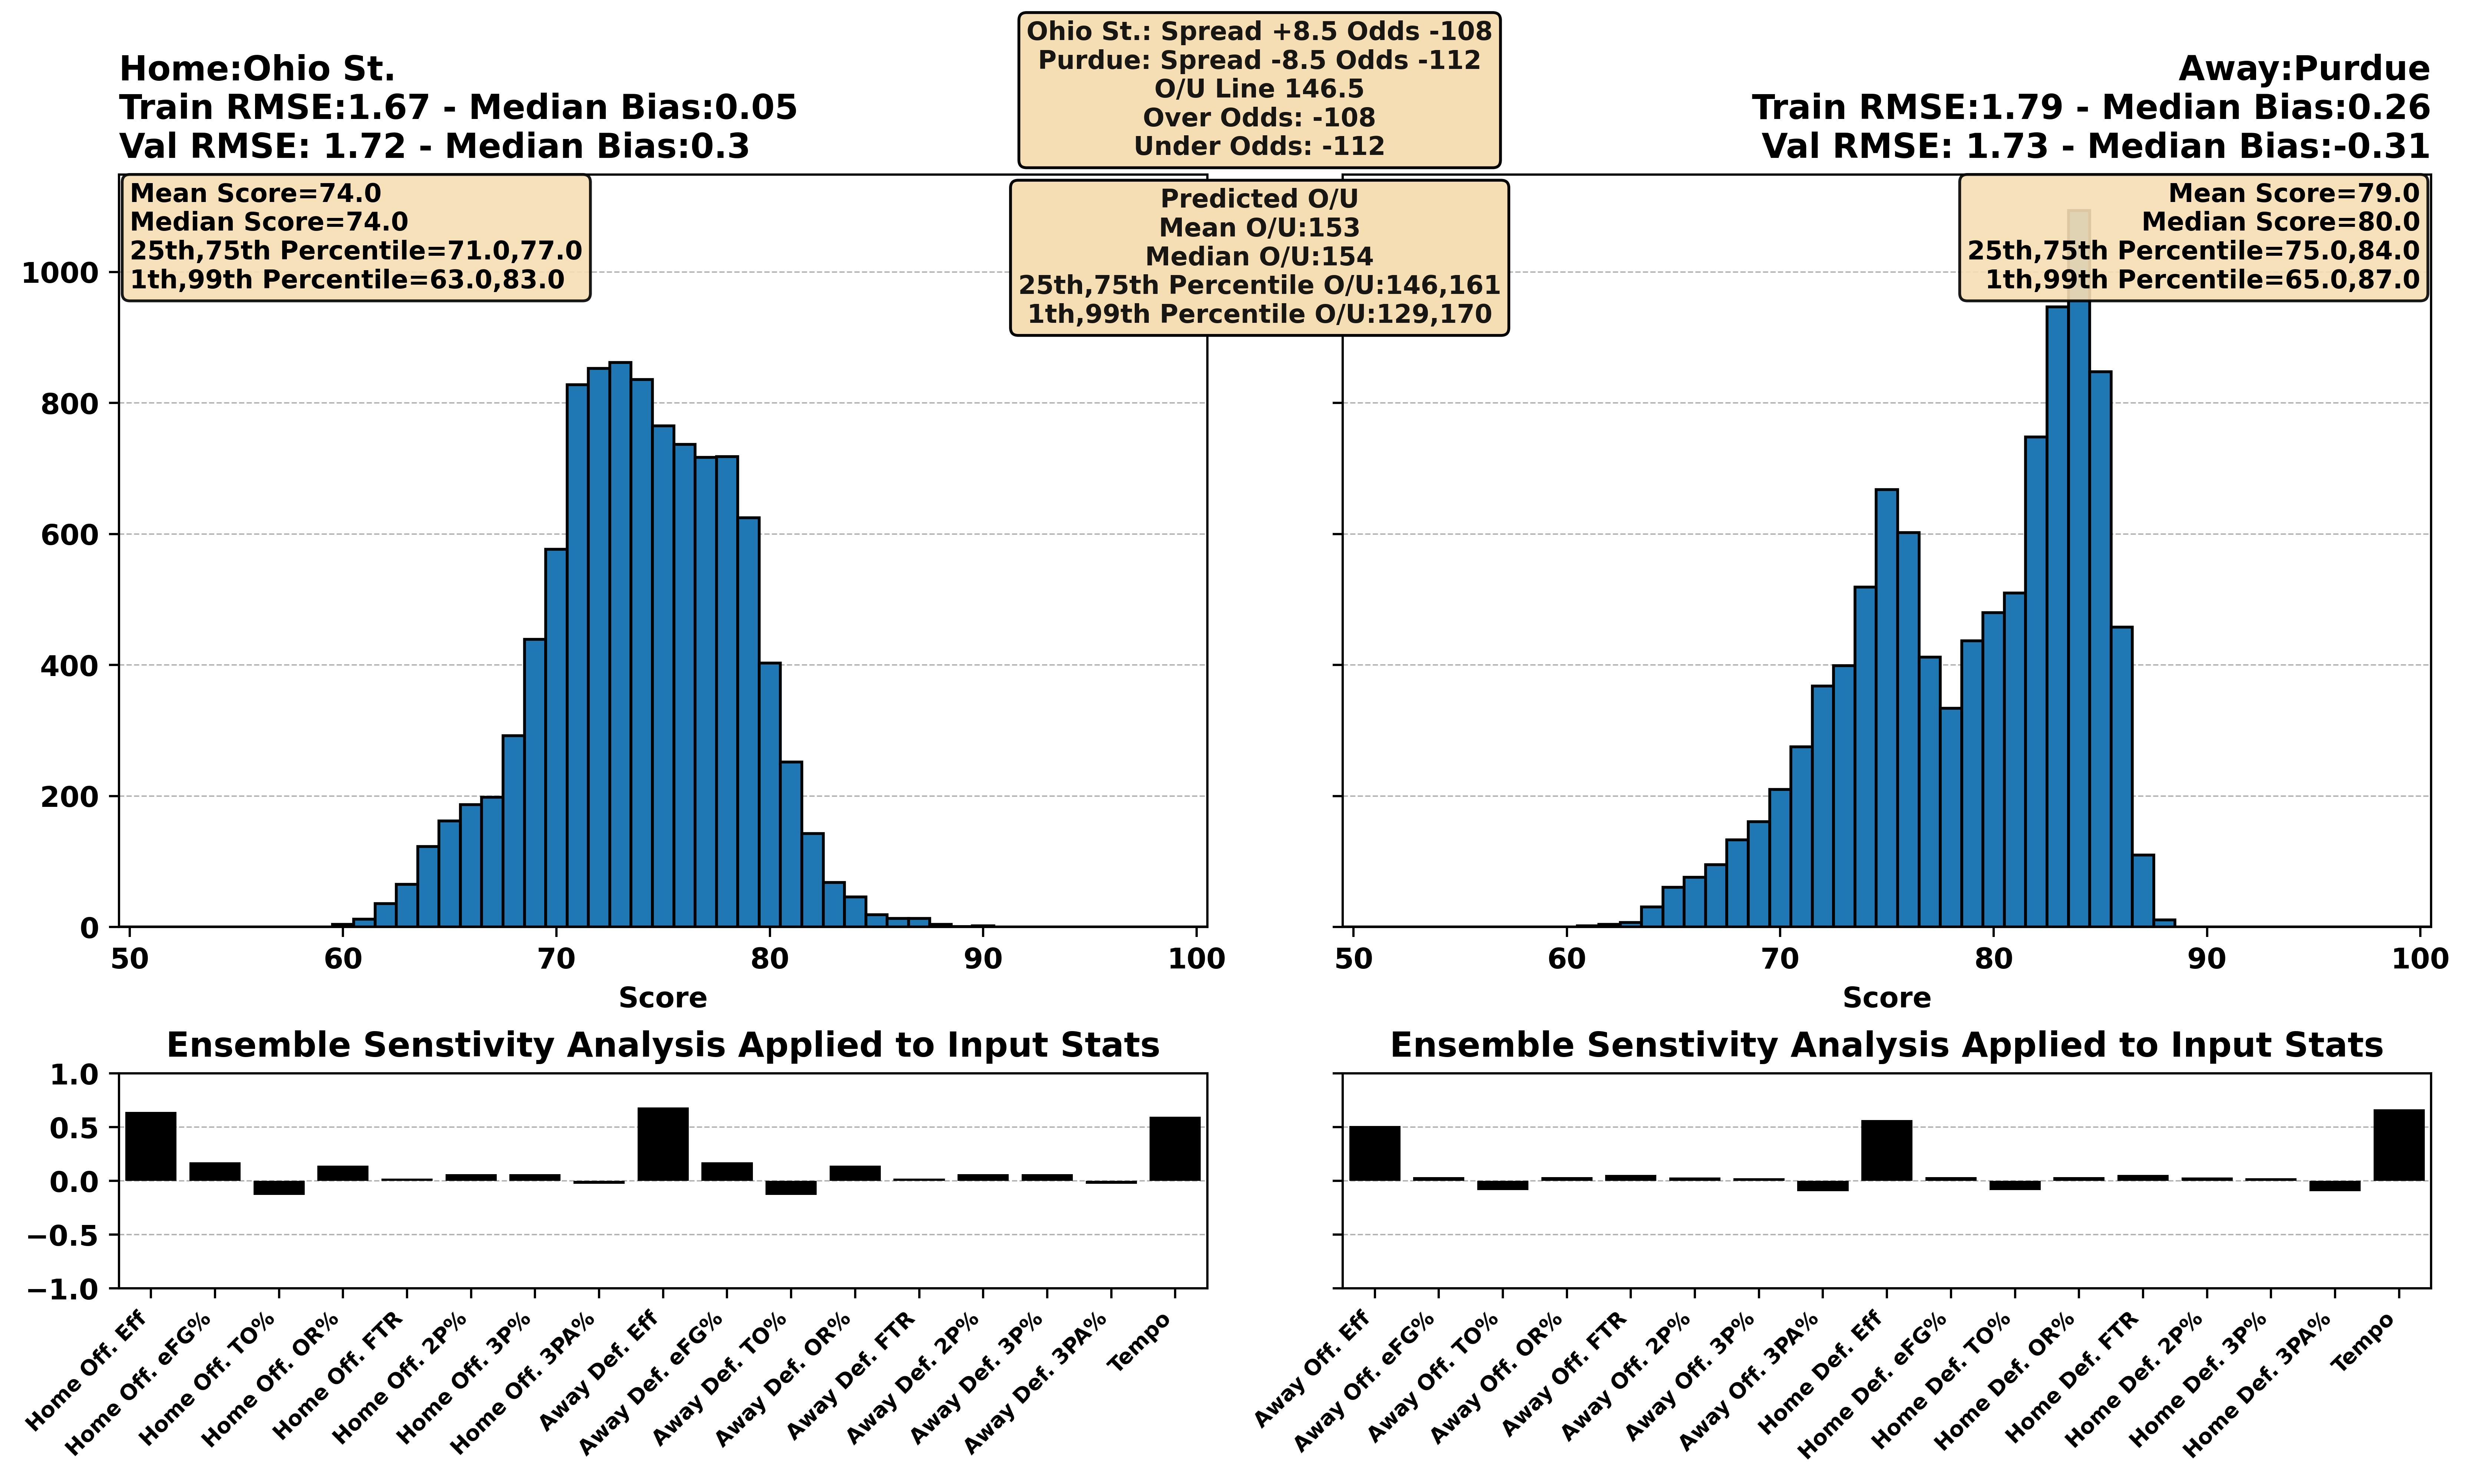 Ohio St.: Spread +8.5 Odds -108
Purdue: Spread -8.5 Odds -112
O/U Line 146.5
Over Odds: -108
Under Odds: -112
Home:Ohio St.
Train RMSE:1.67 - Median Bias:0.05
Val RMSE: 1.72 - Median Bias:0.3
Away:Purdue
Train RMSE:1.79 - Median Bias:0.26
Val RMSE: 1.73 - Median Bias:-0.31
Mean Score=74.0
Median Score=74.0
25th,75th Percentile=71.0,77.0
1th,99th Percentile=63.0,83.0
Predicted O/U
Mean O/U:153
Median O/U:154
25th,75th Percentile O/U:146,161
1th,99th Percentile O/U:129,170
Mean Score=79.0
Median Score=80.0
25th,75th Percentile=75.0,84.0
1th,99th Percentile=65.0,87.0
1000
800
600
400
200
0
50 60 70 80 90 100
Score
50 60 70 80 90 100
Score
Ensemble Senstivity Analysis Applied to Input Stats
1.0
0.5
0.0
−0.5
−1.0
Home Off. Eff
Home Off. eFG%
Home Off. TO%
Home Off. OR%
Home Off. FTR
Home Off. 2P%
Home Off. 3P%
Home Off. 3PA%
Away Def. Eff
Away Def. eFG%
Away Def. TO%
Away Def. OR%
Away Def. FTR
Away Def. 2P%
Away Def. 3P%
Away Def. 3PA%
Tempo
Ensemble Senstivity Analysis Applied to Input Stats
Away Off. Eff
Away Off. eFG%
Away Off. TO%
Away Off. OR%
Away Off. FTR
Away Off. 2P%
Away Off. 3P%
Away Off. 3PA%
Home Def. Eff
Home Def. eFG%
Home Def. TO%
Home Def. OR%
Home Def. FTR
Home Def. 2P%
Home Def. 3P%
Home Def. 3PA%
Tempo